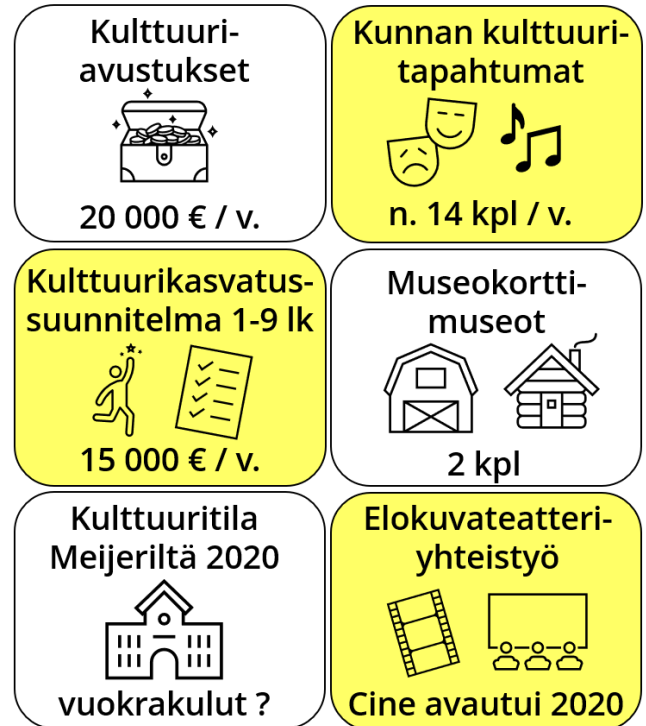 Kulttuuri-
avustukset
20 000 € / v.
Kunnan kulttuuri-
tapahtumat
n. 14 kpl / v.
Kulttuurikasvatus-
suunnitelma 1-9 lk
15 000 € / v.
Museokortti-
museot
2 kpl
Kulttuuritila
Meijeriltä 2020
vuokrakulut ?
Elokuvateatteri-
yhteistyö
Cine avautui 2020